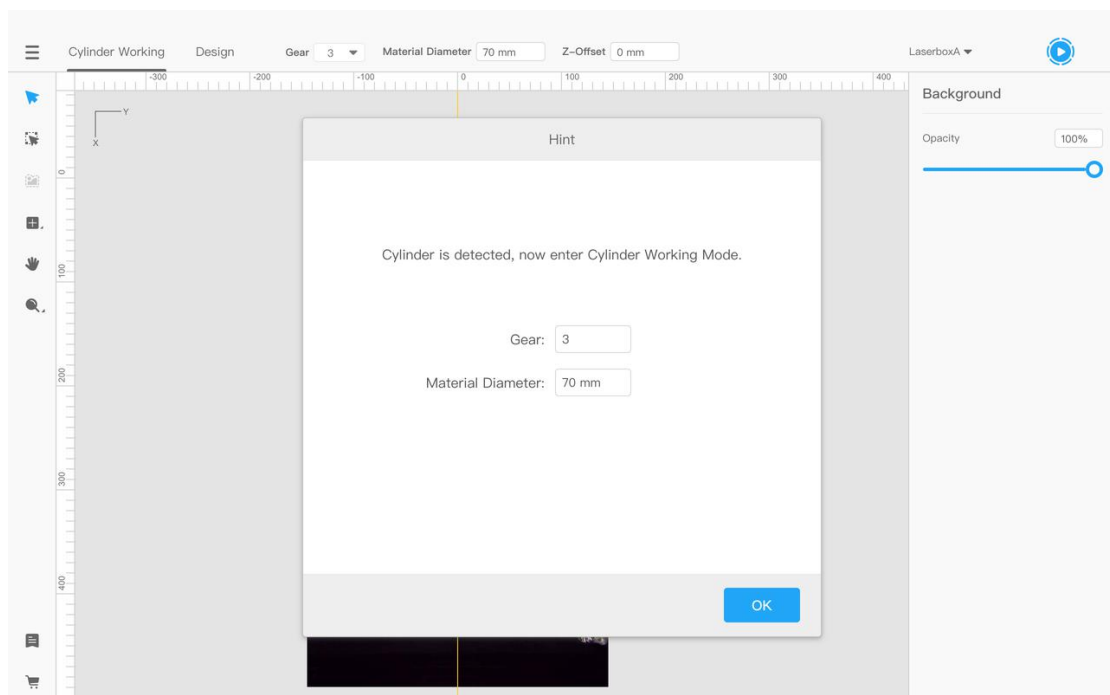 Cylinder Working Design Gear 3 Material Diameter 70 mm Z-Offset 0 mm LaserboxA
-300 -200 -100 0 100 200 300 400
Background
Y
X
Opacity 100%
Hint
0
Cylinder is detected, now enter Cylinder Working Mode.
100
Gear: 3
200
Material Diameter: 70 mm
300
400
OK